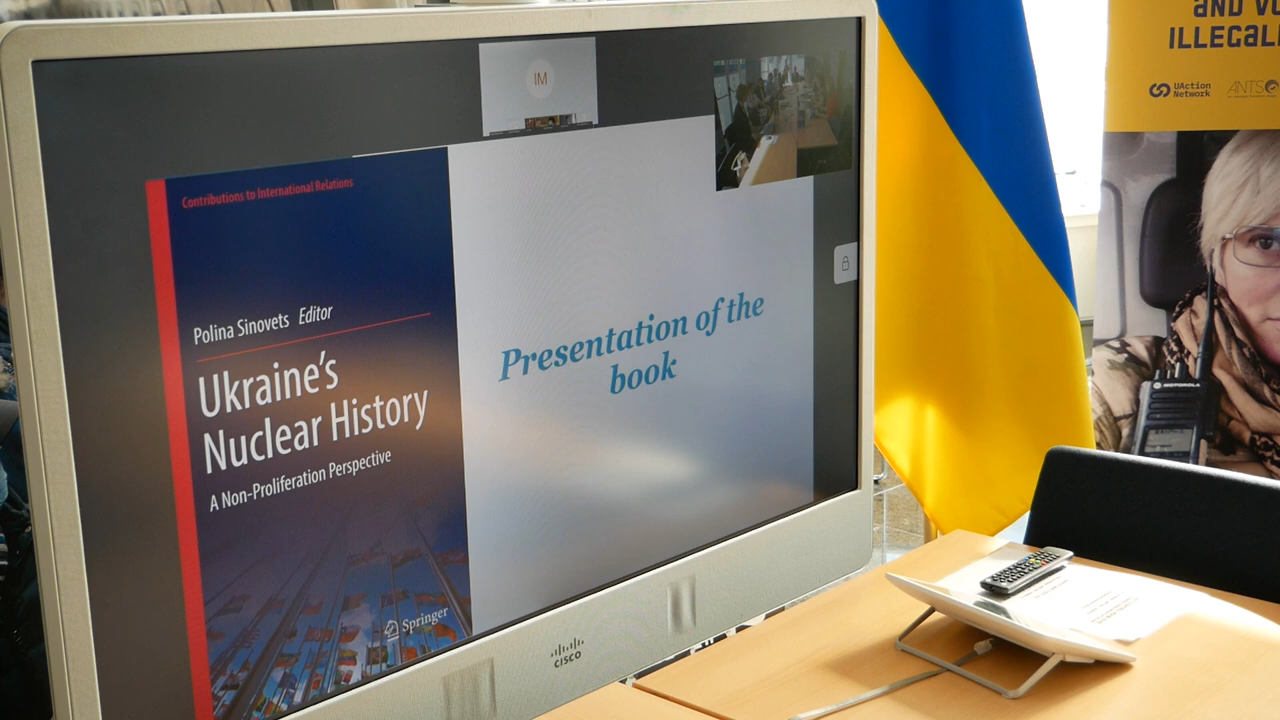 IM
Contributions to International Relations
Polina Sinovets Editor
Ukraine's
Nuclear History
A Non-Proliferation Perspective
Springer
Presentation of the
book
CISCO
AND
ILLEGAL
UAction
Network
ANTS
MOTOROLA